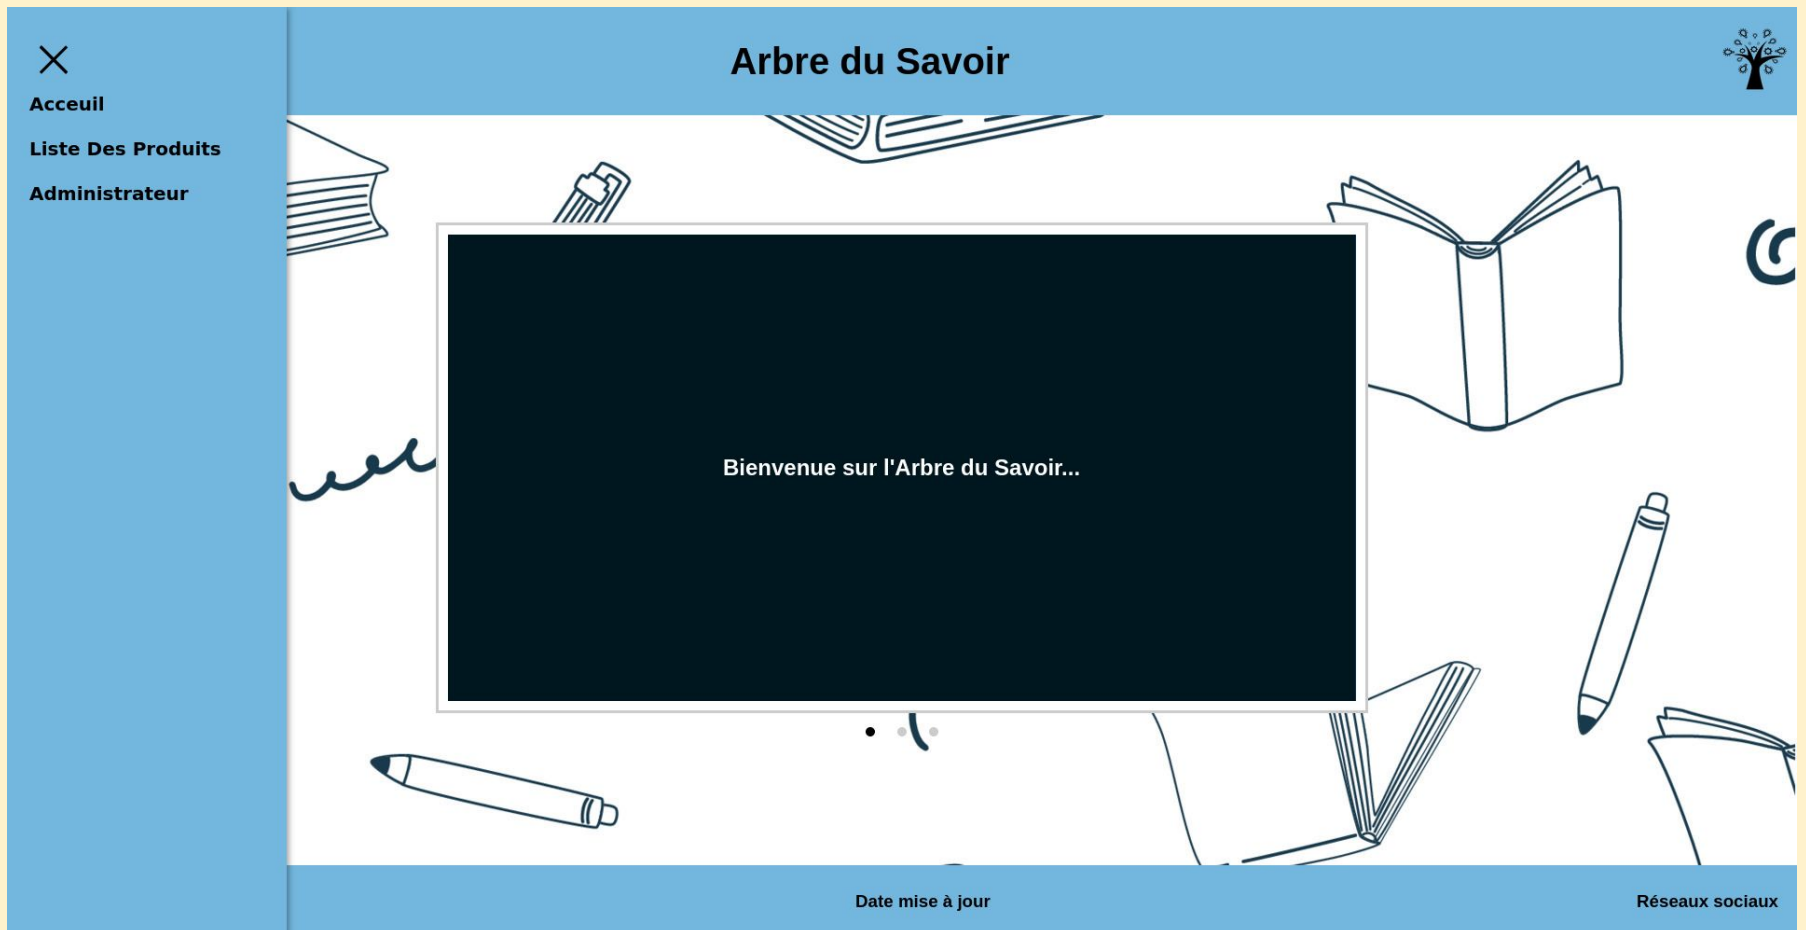 Arbre du Savoir
Acceuil
Liste Des Produits
Administrateur
Bienvenue sur l'Arbre du Savoir...
Date mise à jour
Réseaux sociaux